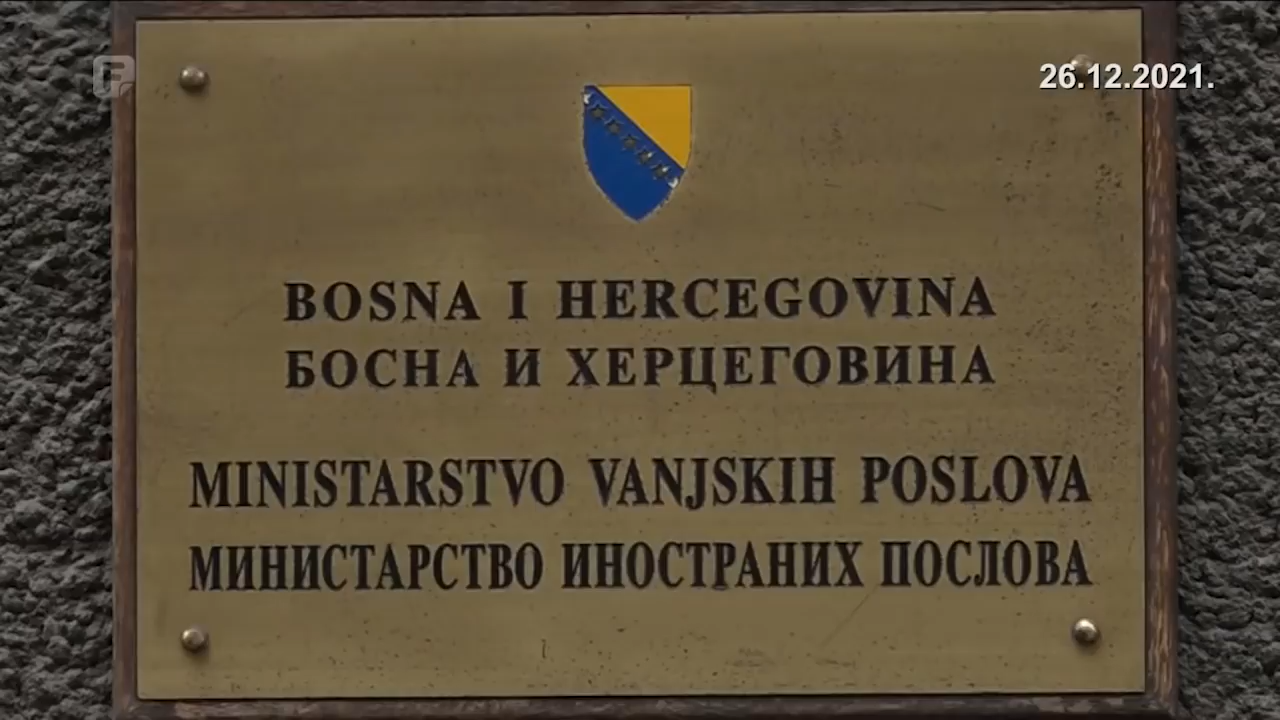 26.12.2021.
BOSNA I HERCEGOVINA
БОСНА И ХЕРЦЕГОВИНА
MINISTARSTVO VANJSKIH POSLOVA
МИНИСТАРСТВО ИНОСТРАНИХ ПОСЛОВА